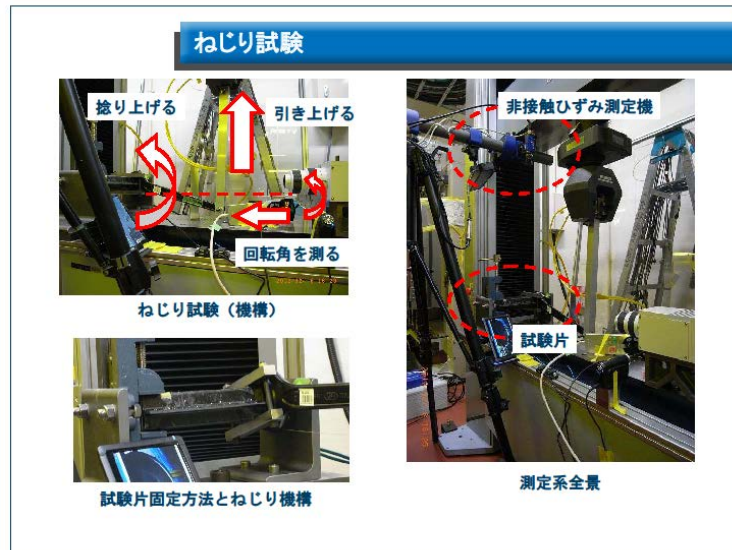 ねじり試験
捻り上げる
引き上げる
回転角を測る
ねじり試験（機構）
試験片固定方法とねじり機構
非接触ひずみ測定機
試験片
測定系全景